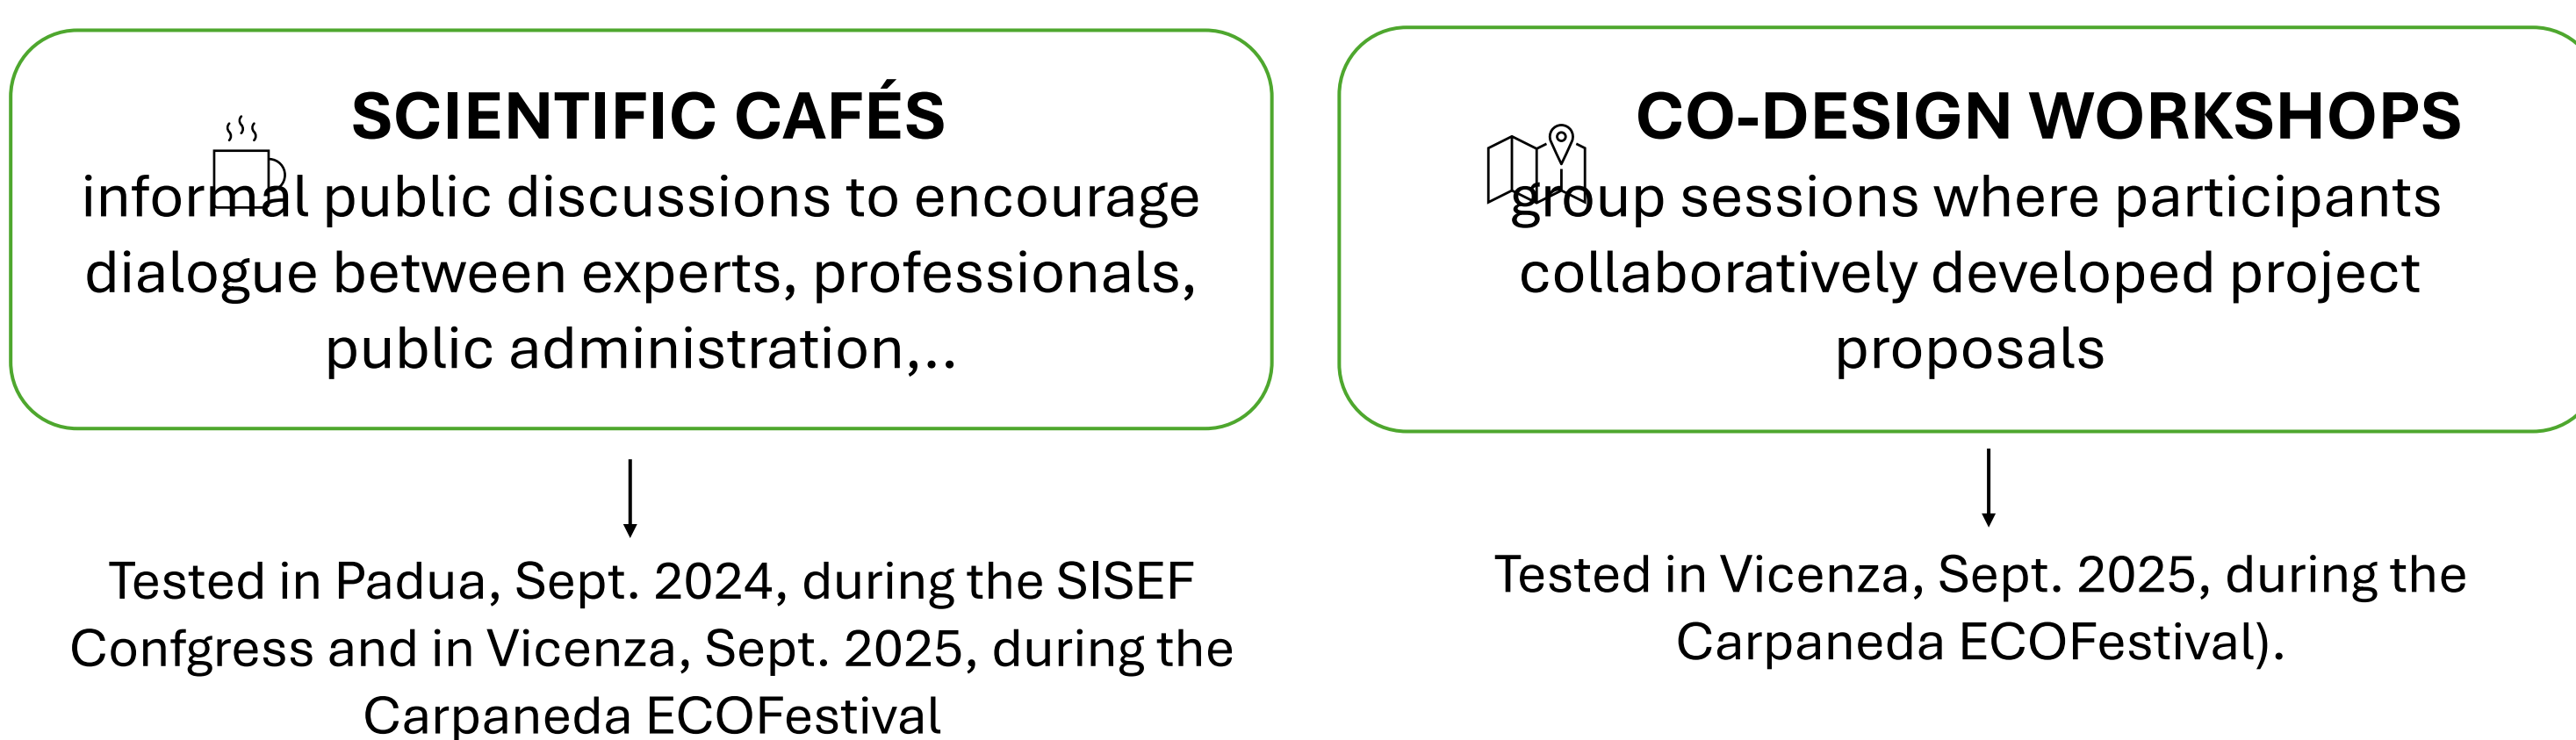 SCIENTIFIC CAFÉS
informal public discussions to encourage
dialogue between experts, professionals,
public administration,..
Tested in Padua, Sept. 2024, during the SISEF
Confgress and in Vicenza, Sept. 2025, during the
Carpaneda ECOFestival
CO-DESIGN WORKSHOPS
group sessions where participants
collaboratively developed project
proposals
Tested in Vicenza, Sept. 2025, during the
Carpaneda ECOFestival).